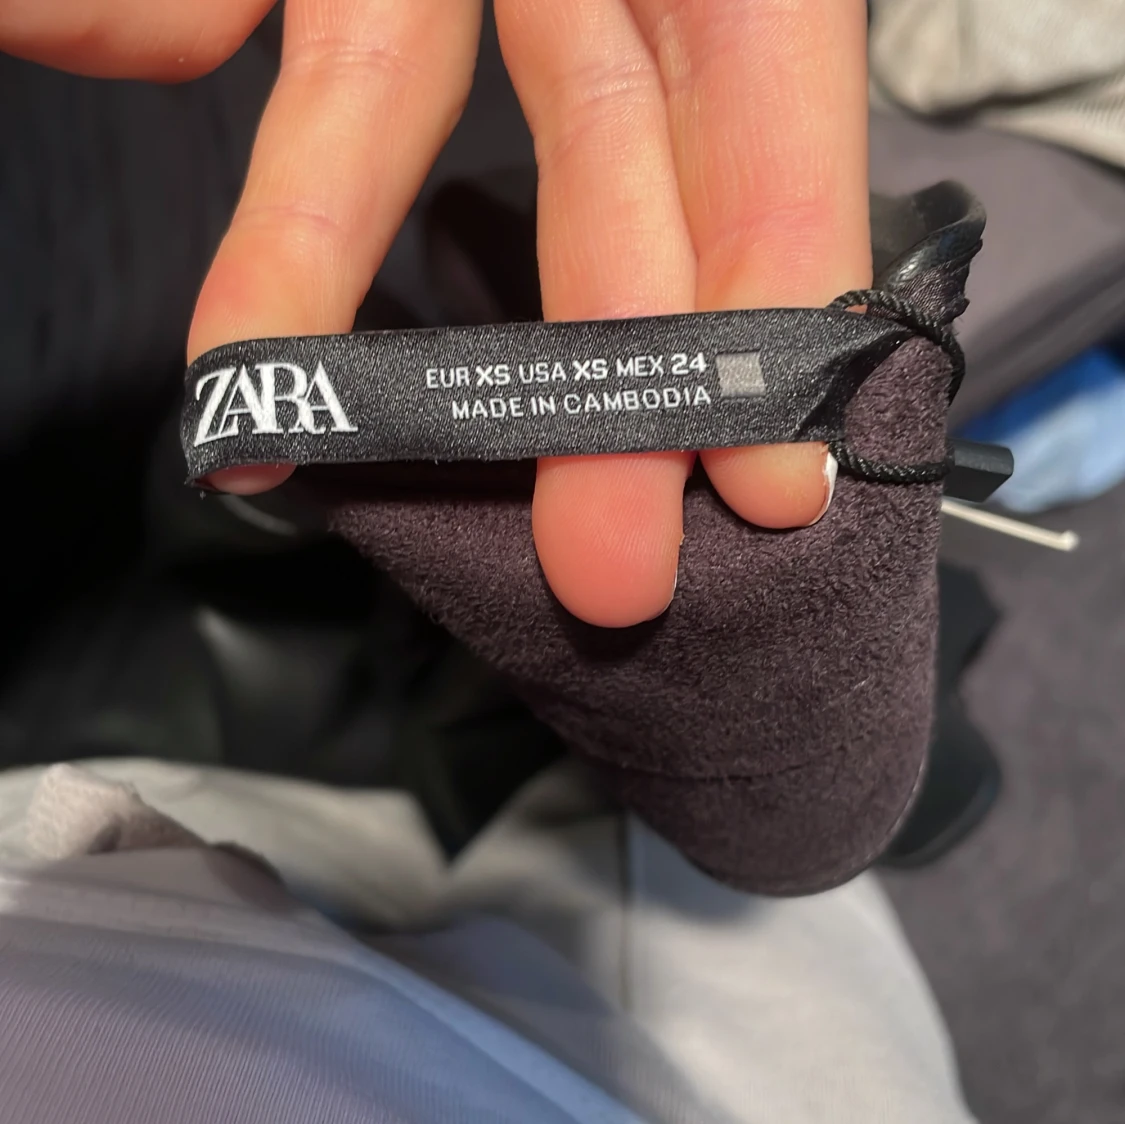 ZARA
EUR XS USA XS MEX 24
MADE IN CAMBODIA